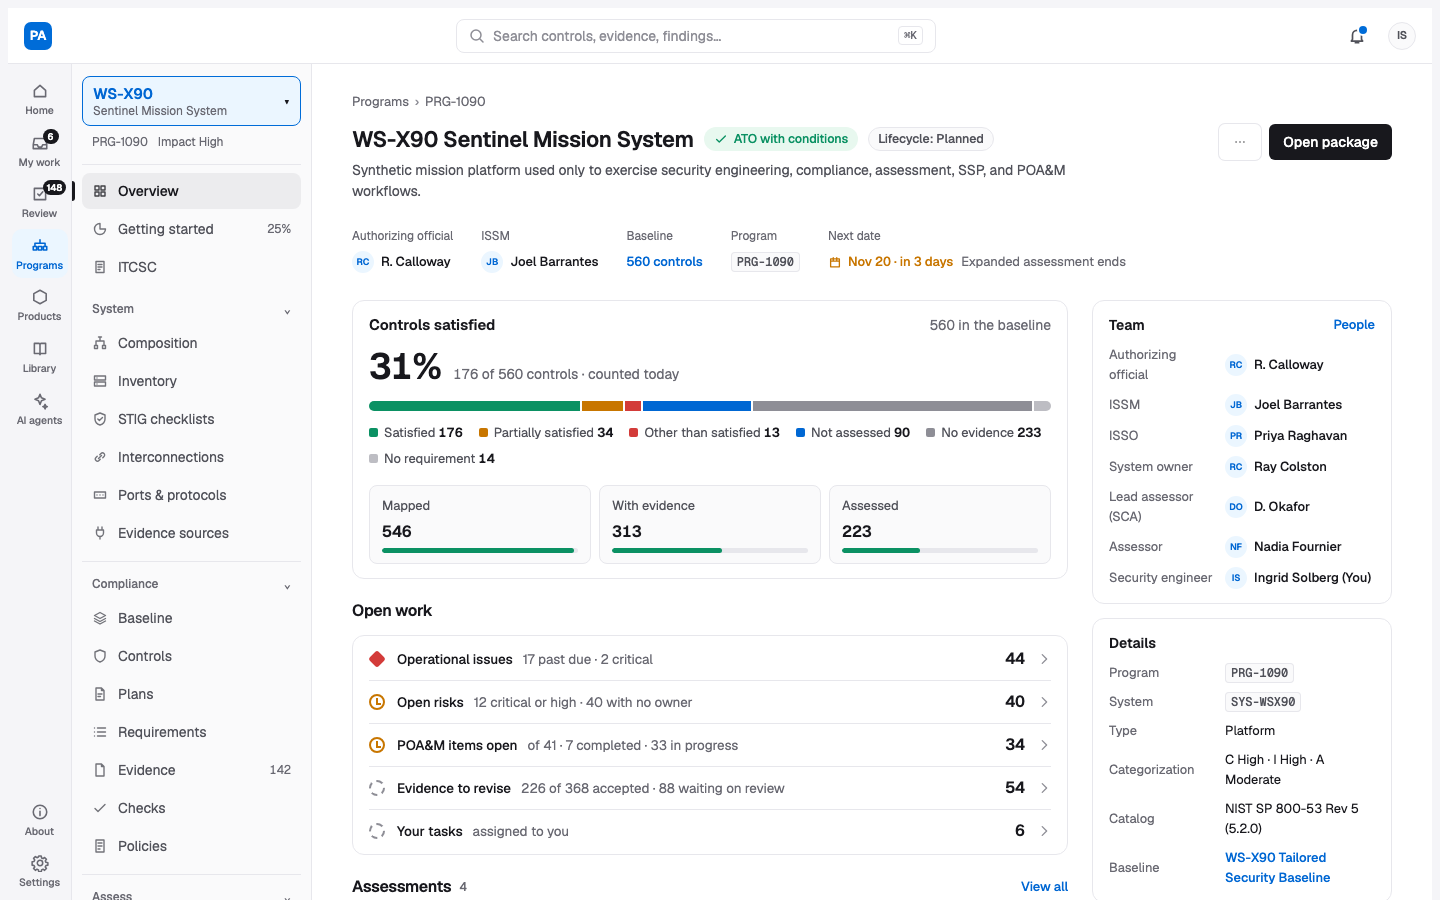 PA
Search controls, evidence, findings...
⌘K
IS
Home
6
My work
148
Review
Programs
Products
Library
AI agents
About
Settings
WS-X90
Sentinel Mission System
PRG-1090 Impact High
Overview
Getting started 25%
ITCSC
System
Composition
Inventory
STIG checklists
Interconnections
Ports & protocols
Evidence sources
Compliance
Baseline
Controls
Plans
Requirements
Evidence 142
Checks
Policies
Assess
Programs › PRG-1090
WS-X90 Sentinel Mission System ATO with conditions Lifecycle: Planned
... Open package
Synthetic mission platform used only to exercise security engineering, compliance, assessment, SSP, and POA&M
workflows.
Authorizing official ISSM Baseline Program Next date
RC R. Calloway JB Joel Barrantes 560 controls PRG-1090 Nov 20 · in 3 days Expanded assessment ends
Controls satisfied 560 in the baseline
31% 176 of 560 controls · counted today
Satisfied 176 Partially satisfied 34 Other than satisfied 13 Not assessed 90 No evidence 233
No requirement 14
Mapped With evidence Assessed
546 313 223
Open work
Operational issues 17 past due · 2 critical 44
Open risks 12 critical or high · 40 with no owner 40
POA&M items open of 41 · 7 completed · 33 in progress 34
Evidence to revise 226 of 368 accepted · 88 waiting on review 54
Your tasks assigned to you 6
Assessments 4 View all
Team People
Authorizing
official RC R. Calloway
ISSM JB Joel Barrantes
ISSO PR Priya Raghavan
System owner RC Ray Colston
Lead assessor
(SCA) DO D. Okafor
Assessor NF Nadia Fournier
Security engineer IS Ingrid Solberg (You)
Details
Program PRG-1090
System SYS-WSX90
Type Platform
Categorization C High · I High · A
Moderate
Catalog NIST SP 800-53 Rev 5
(5.2.0)
Baseline WS-X90 Tailored
Security Baseline